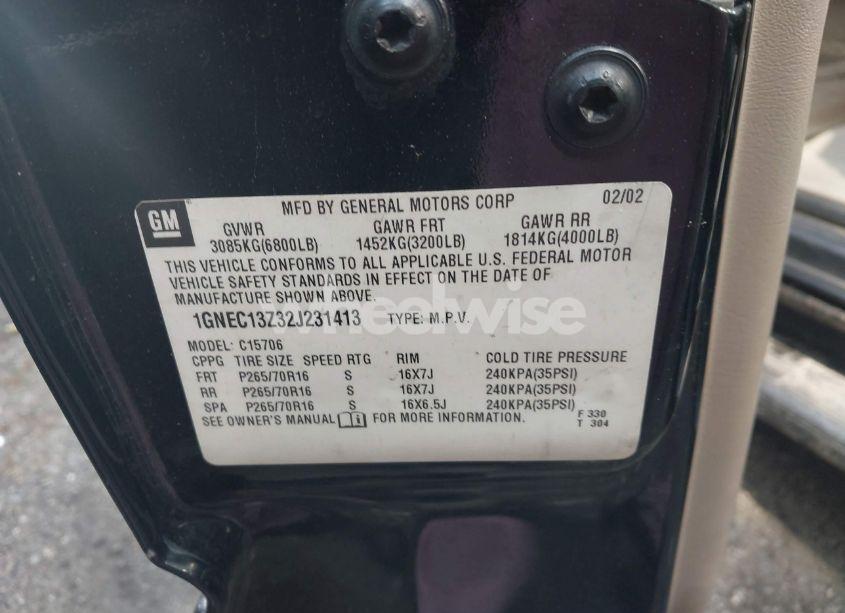 GM
MFD BY GENERAL MOTORS CORP 02/02
GVWR GAWR FRT GAWR RR
3085KG(6800LB) 1452KG(3200LB) 1814KG(4000LB)
THIS VEHICLE CONFORMS TO ALL APPLICABLE U.S. FEDERAL MOTOR
VEHICLE SAFETY STANDARDS IN EFFECT ON THE DATE OF
MANUFACTURE SHOWN ABOVE.
1GNEC13Z32J231413 TYPE: M.P.V.
wheelwise
MODEL: C15706
CPPG TIRE SIZE SPEED RTG RIM COLD TIRE PRESSURE
FRT P265/70R16 S 16X7J 240KPA(35PSI)
RR P265/70R16 S 16X7J 240KPA(35PSI)
SPA P265/70R16 S 16X6.5J 240KPA(35PSI)
SEE OWNER'S MANUAL i FOR MORE INFORMATION.
F 330
T 304